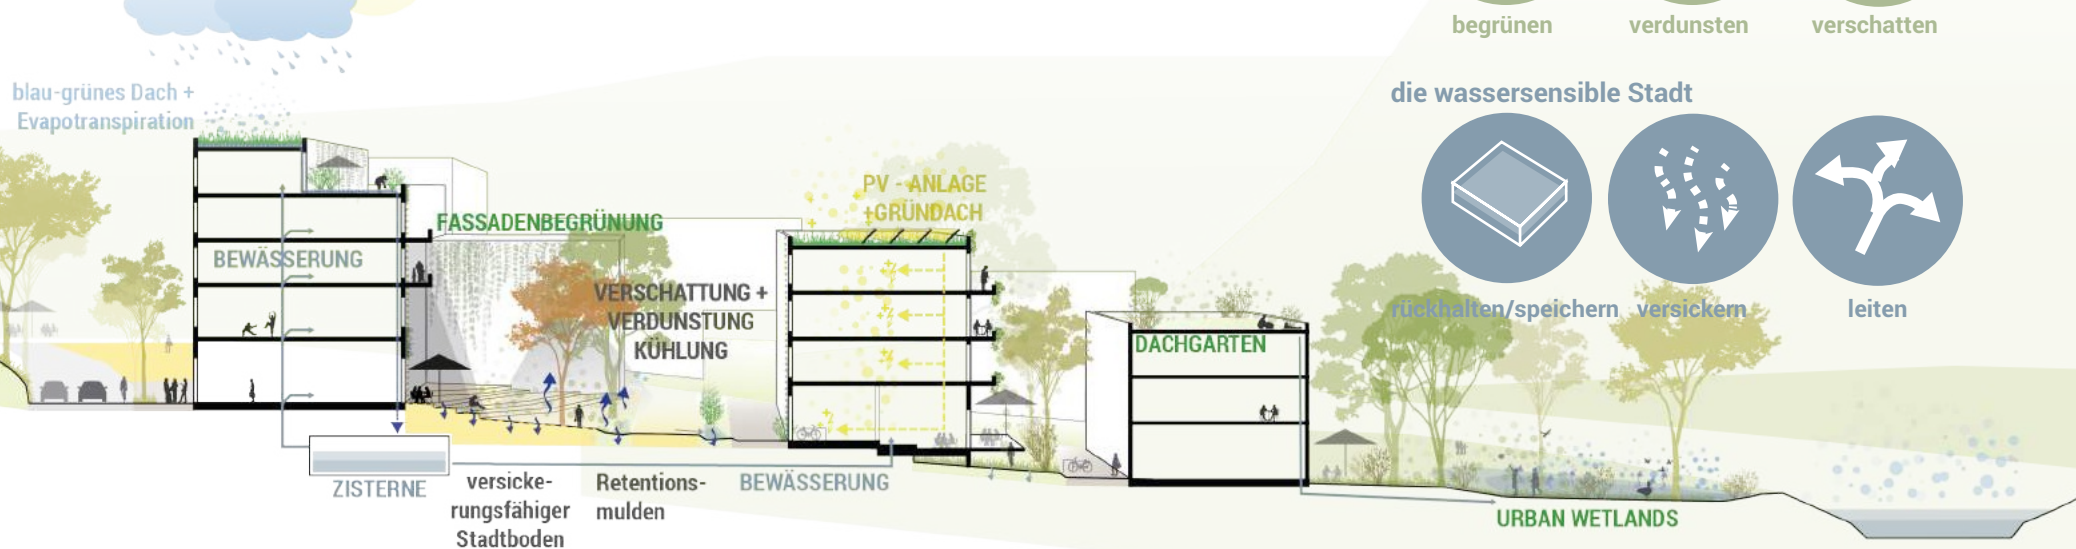 begrünen
verdunsten
verschatten
die wassersensible Stadt
rückhalten/speichern
versickern
leiten
blau-grünes Dach +
Evapotranspiration
FASSADENBEGRÜNUNG
BEWÄSSERUNG
VERSCHATTUNG +
VERDUNSTUNG
KÜHLUNG
PV - ANLAGE
+GRÜNDACH
DACHGARTEN
ZISTERNE
versicke-
rungsfähiger
Stadtboden
Retentions-
mulden
BEWÄSSERUNG
URBAN WETLANDS